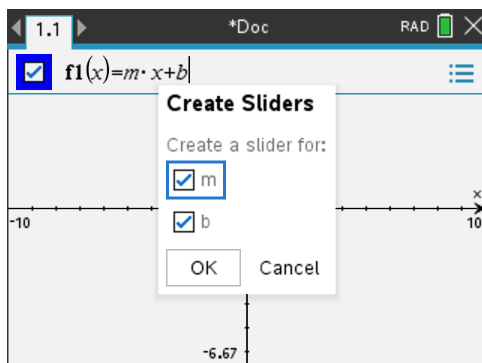 1.1 *Doc RAD
f1(x)=m·x+b
Create Sliders
Create a slider for:
m
b
OK Cancel
x
-10 10
-6.67